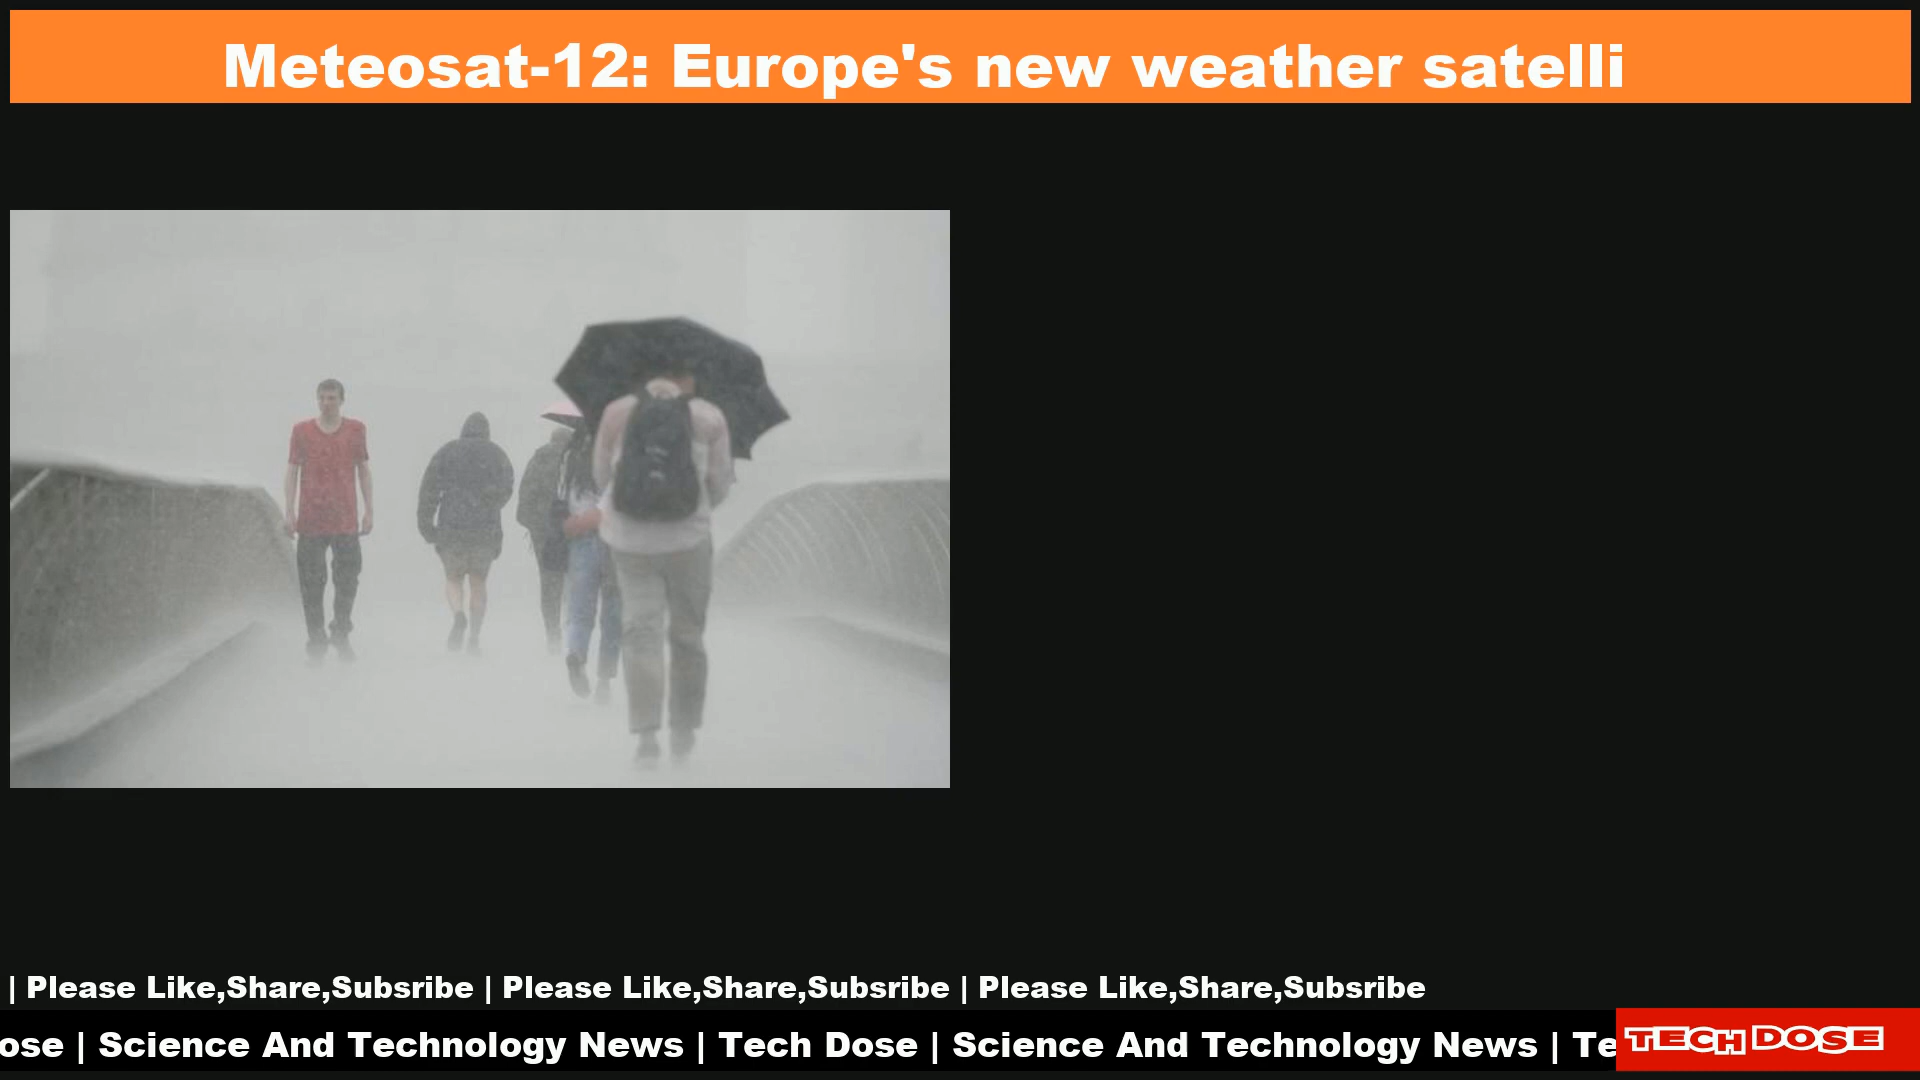 Meteosat-12: Europe's new weather satelli
| Please Like,Share,Subsribe | Please Like,Share,Subsribe | Please Like,Share,Subsribe
ose | Science And Technology News | Tech Dose | Science And Technology News | Te
TECH DOSE